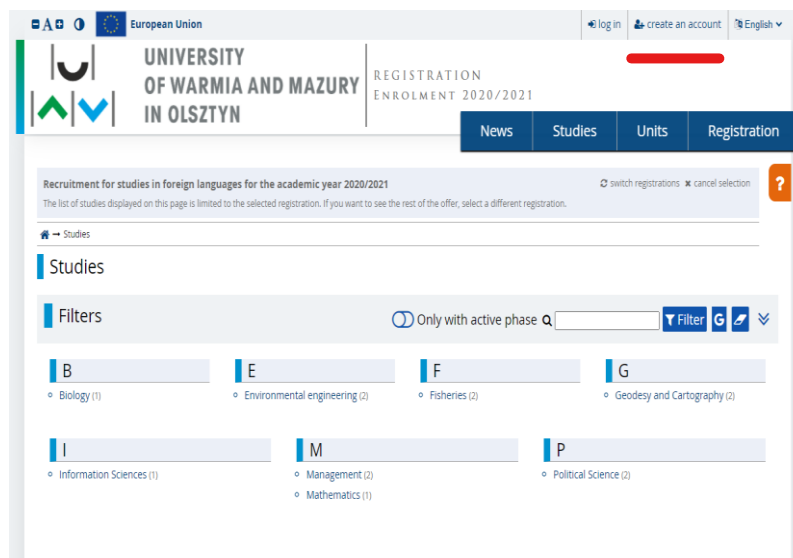 A European Union log in create an account English
UNIVERSITY
OF WARMIA AND MAZURY
IN OLSZTYN
REGISTRATION
ENROLMENT 2020/2021
News Studies Units Registration
Recruitment for studies in foreign languages for the academic year 2020/2021 switch registrations cancel selection
The list of studies displayed on this page is limited to the selected registration. If you want to see the rest of the offer, select a different registration.
?
→ Studies
Studies
Filters Only with active phase Filter G
B E F G
Biology (1) Environmental engineering (2) Fisheries (2) Geodesy and Cartography (2)
I M P
Information Sciences (1) Management (2) Political Science (2)
Mathematics (1)